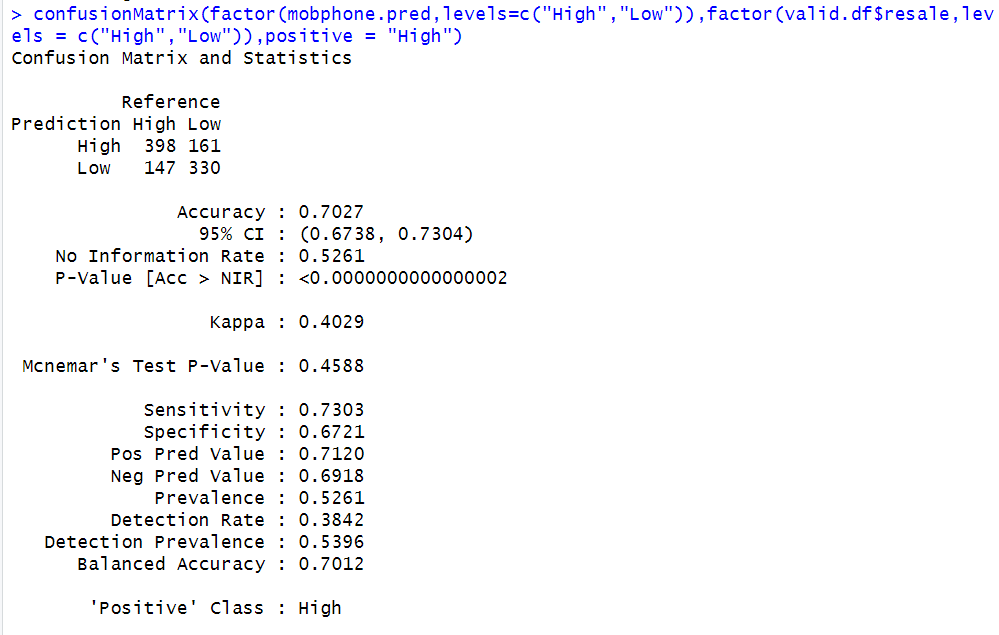 > confusionMatrix(factor(mobphone.pred,levels=c("High","Low")),factor(valid.df$resale,lev
els = c("High","Low")),positive = "High")
Confusion Matrix and Statistics
Reference
Prediction High Low
High 398 161
Low 147 330
Accuracy : 0.7027
95% CI : (0.6738, 0.7304)
No Information Rate : 0.5261
P-Value [Acc > NIR] : <0.0000000000000002
Kappa : 0.4029
Mcnemar's Test P-Value : 0.4588
Sensitivity : 0.7303
Specificity : 0.6721
Pos Pred Value : 0.7120
Neg Pred Value : 0.6918
Prevalence : 0.5261
Detection Rate : 0.3842
Detection Prevalence : 0.5396
Balanced Accuracy : 0.7012
'Positive' Class : High